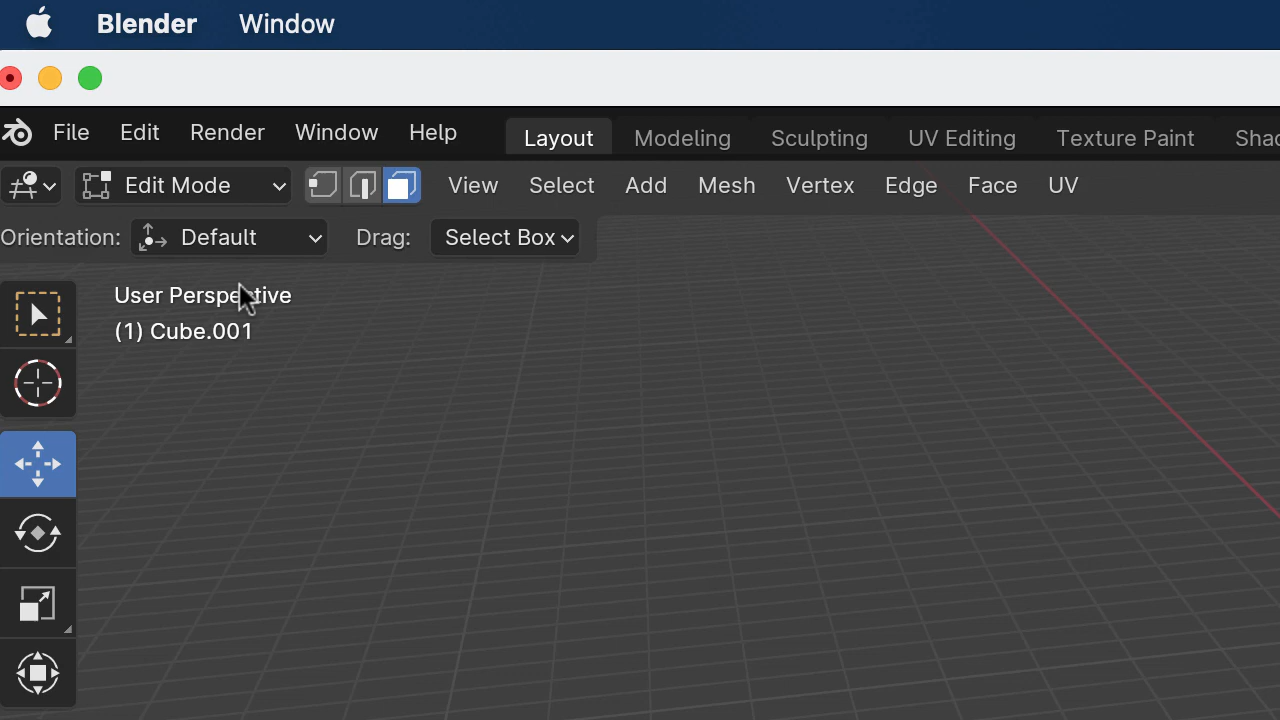 Blender Window
File Edit Render Window Help Layout Modeling Sculpting UV Editing Texture Paint
Edit Mode View Select Add Mesh Vertex Edge Face UV
Orientation: Default Drag: Select Box
User Perspective
(1) Cube.001